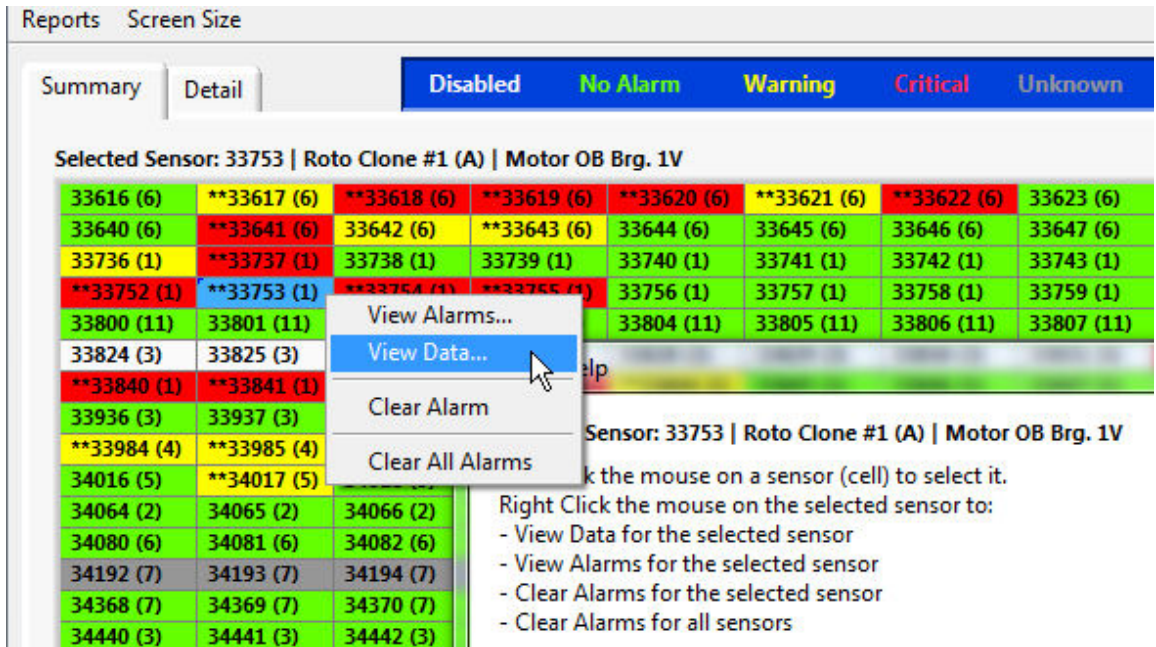 Reports Screen Size
Summary Detail Disabled No Alarm Warning Critical Unknown
Selected Sensor: 33753 | Roto Clone #1 (A) | Motor OB Brg. 1V
33616 (6) **33617 (6) **33618 (6) **33619 (6) **33620 (6) **33621 (6) **33622 (6) 33623 (6)
33640 (6) **33641 (6) 33642 (6) **33643 (6) 33644 (6) 33645 (6) 33646 (6) 33647 (6)
33736 (1) **33737 (1) 33738 (1) 33739 (1) 33740 (1) 33741 (1) 33742 (1) 33743 (1)
**33752 (1) **33753 (1) **33754 (1) **33755 (1) 33756 (1) 33757 (1) 33758 (1) 33759 (1)
View Alarms...
33800 (11) 33801 (11) 33804 (11) 33805 (11) 33806 (11) 33807 (11)
33824 (3) 33825 (3) View Data...
elp
**33840 (1) **33841 (1)
33936 (3) 33937 (3) Clear Alarm
Sensor: 33753 | Roto Clone #1 (A) | Motor OB Brg. 1V
**33984 (4) **33985 (4) Clear All Alarms
34016 (5) **34017 (5) k the mouse on a sensor (cell) to select it.
34064 (2) 34065 (2) 34066 (2) Right Click the mouse on the selected sensor to:
34080 (6) 34081 (6) 34082 (6) - View Data for the selected sensor
34192 (7) 34193 (7) 34194 (7) - View Alarms for the selected sensor
34368 (7) 34369 (7) 34370 (7) - Clear Alarms for the selected sensor
34440 (3) 34441 (3) 34442 (3) - Clear Alarms for all sensors